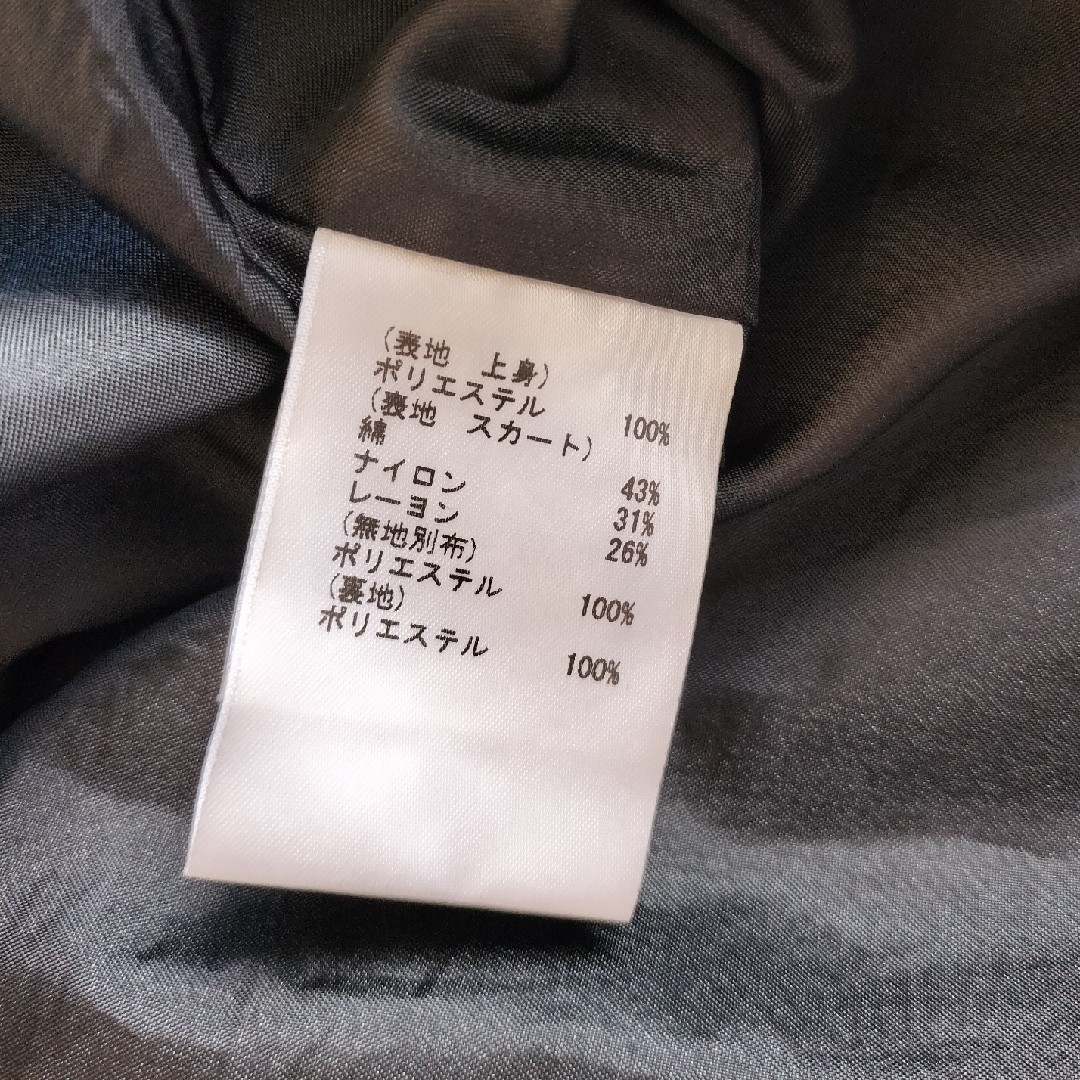 (表地　上身)
ポリエステル 100%
(表地　スカート)
綿 43%
ナイロン 31%
レーヨン 26%
(無地別布)
ポリエステル 100%
(裏地)
ポリエステル 100%